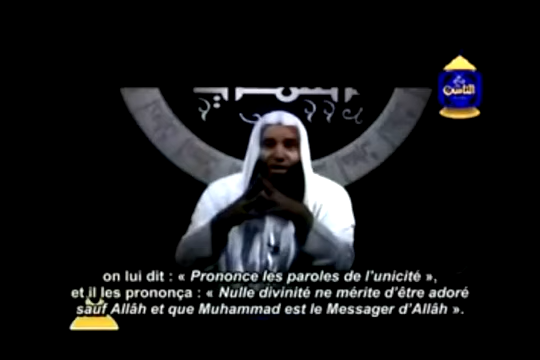 الناس
on lui dit : « Prononce les paroles de l'unicité »,
et il les prononça : « Nulle divinité ne mérite d'être adoré
sauf Allâh et que Muhammad est le Messager d'Allâh ».